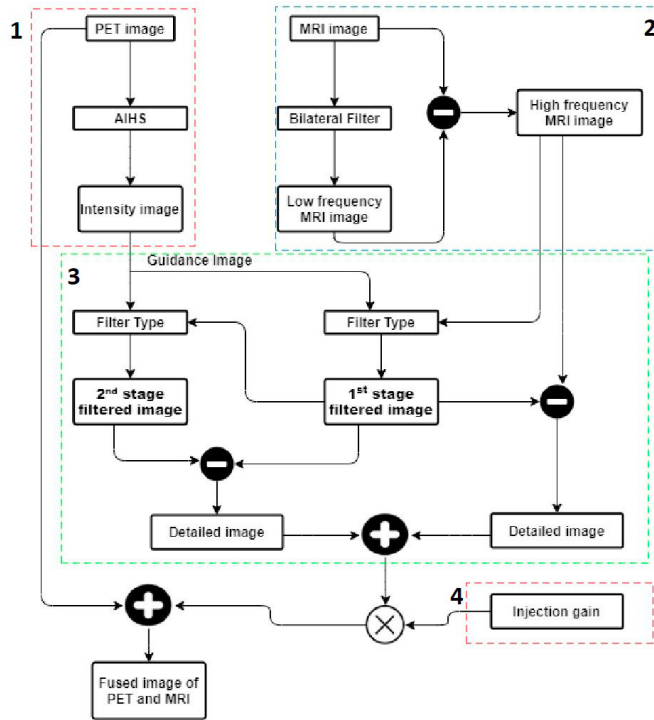 1
PET image
AIHS
Intensity image
2
MRI image
Bilateral Filter
Low frequency
MRI image
High frequency
MRI image
3
Guidance Image
Filter Type
Filter Type
2nd stage
filtered image
1st stage
filtered image
Detailed image
Detailed image
4
Injection gain
Fused image of
PET and MRI